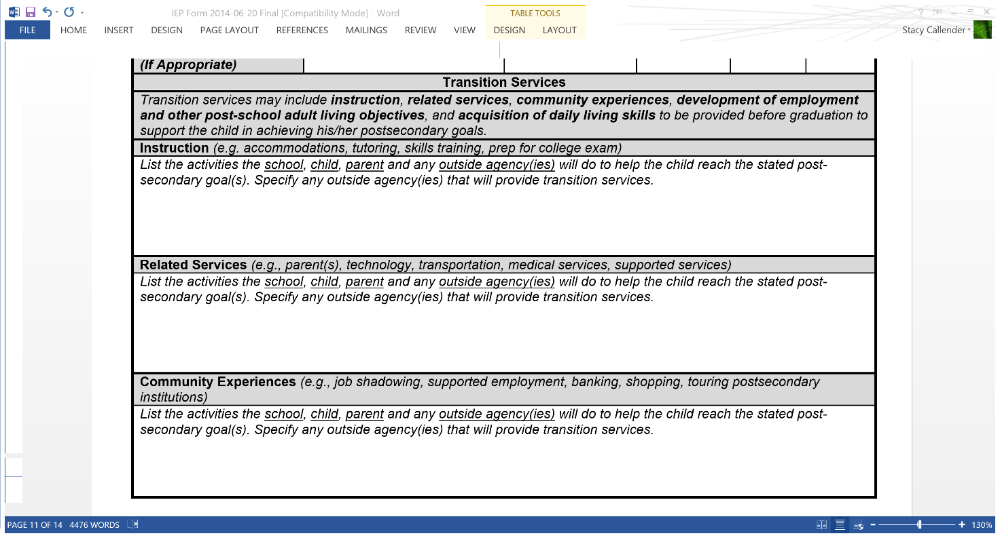 IEP Form 2014-06-20 Final [Compatibility Mode] - Word
TABLE TOOLS
?
FILE HOME INSERT DESIGN PAGE LAYOUT REFERENCES MAILINGS REVIEW VIEW DESIGN LAYOUT
Stacy Callender
(If Appropriate)
Transition Services
Transition services may include instruction, related services, community experiences, development of employment
and other post-school adult living objectives, and acquisition of daily living skills to be provided before graduation to
support the child in achieving his/her postsecondary goals.
Instruction (e.g. accommodations, tutoring, skills training, prep for college exam)
List the activities the school, child, parent and any outside agency(ies) will do to help the child reach the stated post-
secondary goal(s). Specify any outside agency(ies) that will provide transition services.
Related Services (e.g., parent(s), technology, transportation, medical services, supported services)
List the activities the school, child, parent and any outside agency(ies) will do to help the child reach the stated post-
secondary goal(s). Specify any outside agency(ies) that will provide transition services.
Community Experiences (e.g., job shadowing, supported employment, banking, shopping, touring postsecondary
institutions)
List the activities the school, child, parent and any outside agency(ies) will do to help the child reach the stated post-
secondary goal(s). Specify any outside agency(ies) that will provide transition services.
PAGE 11 OF 14 4476 WORDS
130%